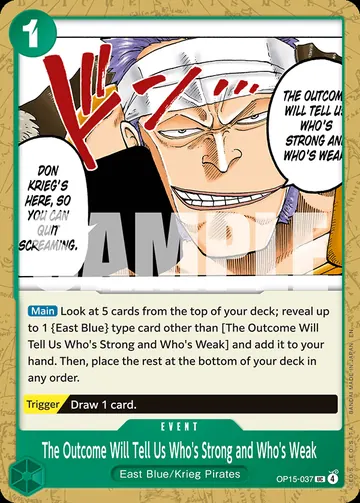 1
THE OUTCOME
WILL TELL US
WHO'S
STRONG AND
WHO'S WEAK
DON
KRIEG'S
HERE, SO
YOU CAN
QUIT
SCREAMING.
SAMPLE
Main Look at 5 cards from the top of your deck; reveal up
to 1 {East Blue} type card other than [The Outcome Will
Tell Us Who's Strong and Who's Weak] and add it to your
hand. Then, place the rest at the bottom of your deck in
any order.
Trigger Draw 1 card.
EVENT
The Outcome Will Tell Us Who's Strong and Who's Weak
East Blue/Krieg Pirates
OP15-037 UC 4